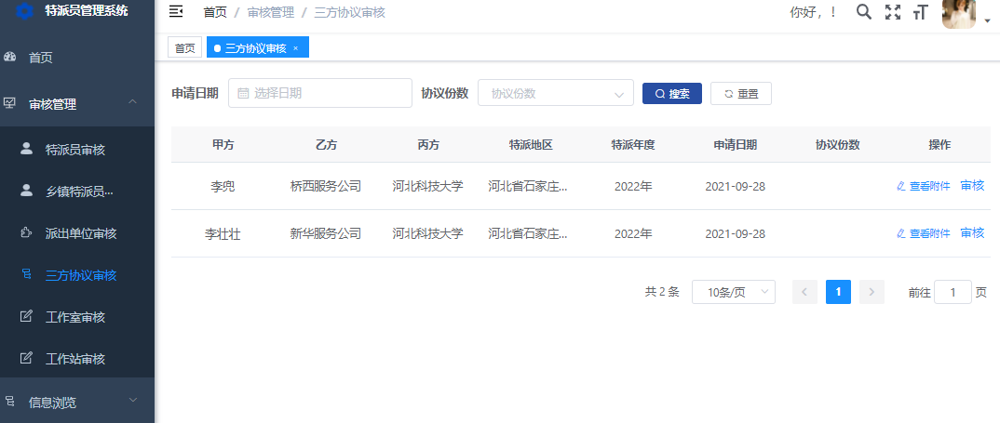 特派员管理系统
首页 / 审核管理 / 三方协议审核
你好，！
首页
三方协议审核 ×
首页
审核管理
特派员审核
乡镇特派员...
派出单位审核
三方协议审核
工作室审核
工作站审核
信息浏览
申请日期 选择日期 协议份数 协议份数 搜索 重置
甲方 乙方 丙方 特派地区 特派年度 申请日期 协议份数 操作
李兜 桥西服务公司 河北科技大学 河北省石家庄... 2022年 2021-09-28 查看附件 审核
李壮壮 新华服务公司 河北科技大学 河北省石家庄... 2022年 2021-09-28 查看附件 审核
共 2 条 10条/页 1 前往 1 页